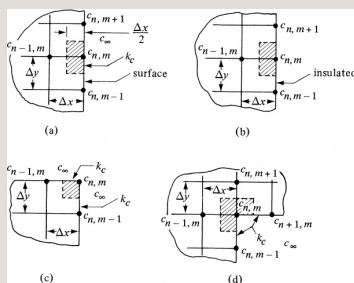 c_{n, m+1}
Δx/2
c_∞
c_{n-1, m}
c_{n, m}
k_c
Δy
surface
Δx
c_{n, m-1}
(a)
c_{n, m+1}
c_{n-1, m}
c_{n, m}
Δy
insulated
Δx
c_{n, m-1}
(b)
c_{n-1, m}
c_∞
k_c
c_{n, m}
c_∞
Δy
k_c
c_{n, m-1}
Δx
(c)
c_{n, m+1}
Δx
Δy
c_{n, m}
c_{n-1, m}
c_{n+1, m}
k_c
c_∞
c_{n, m-1}
(d)